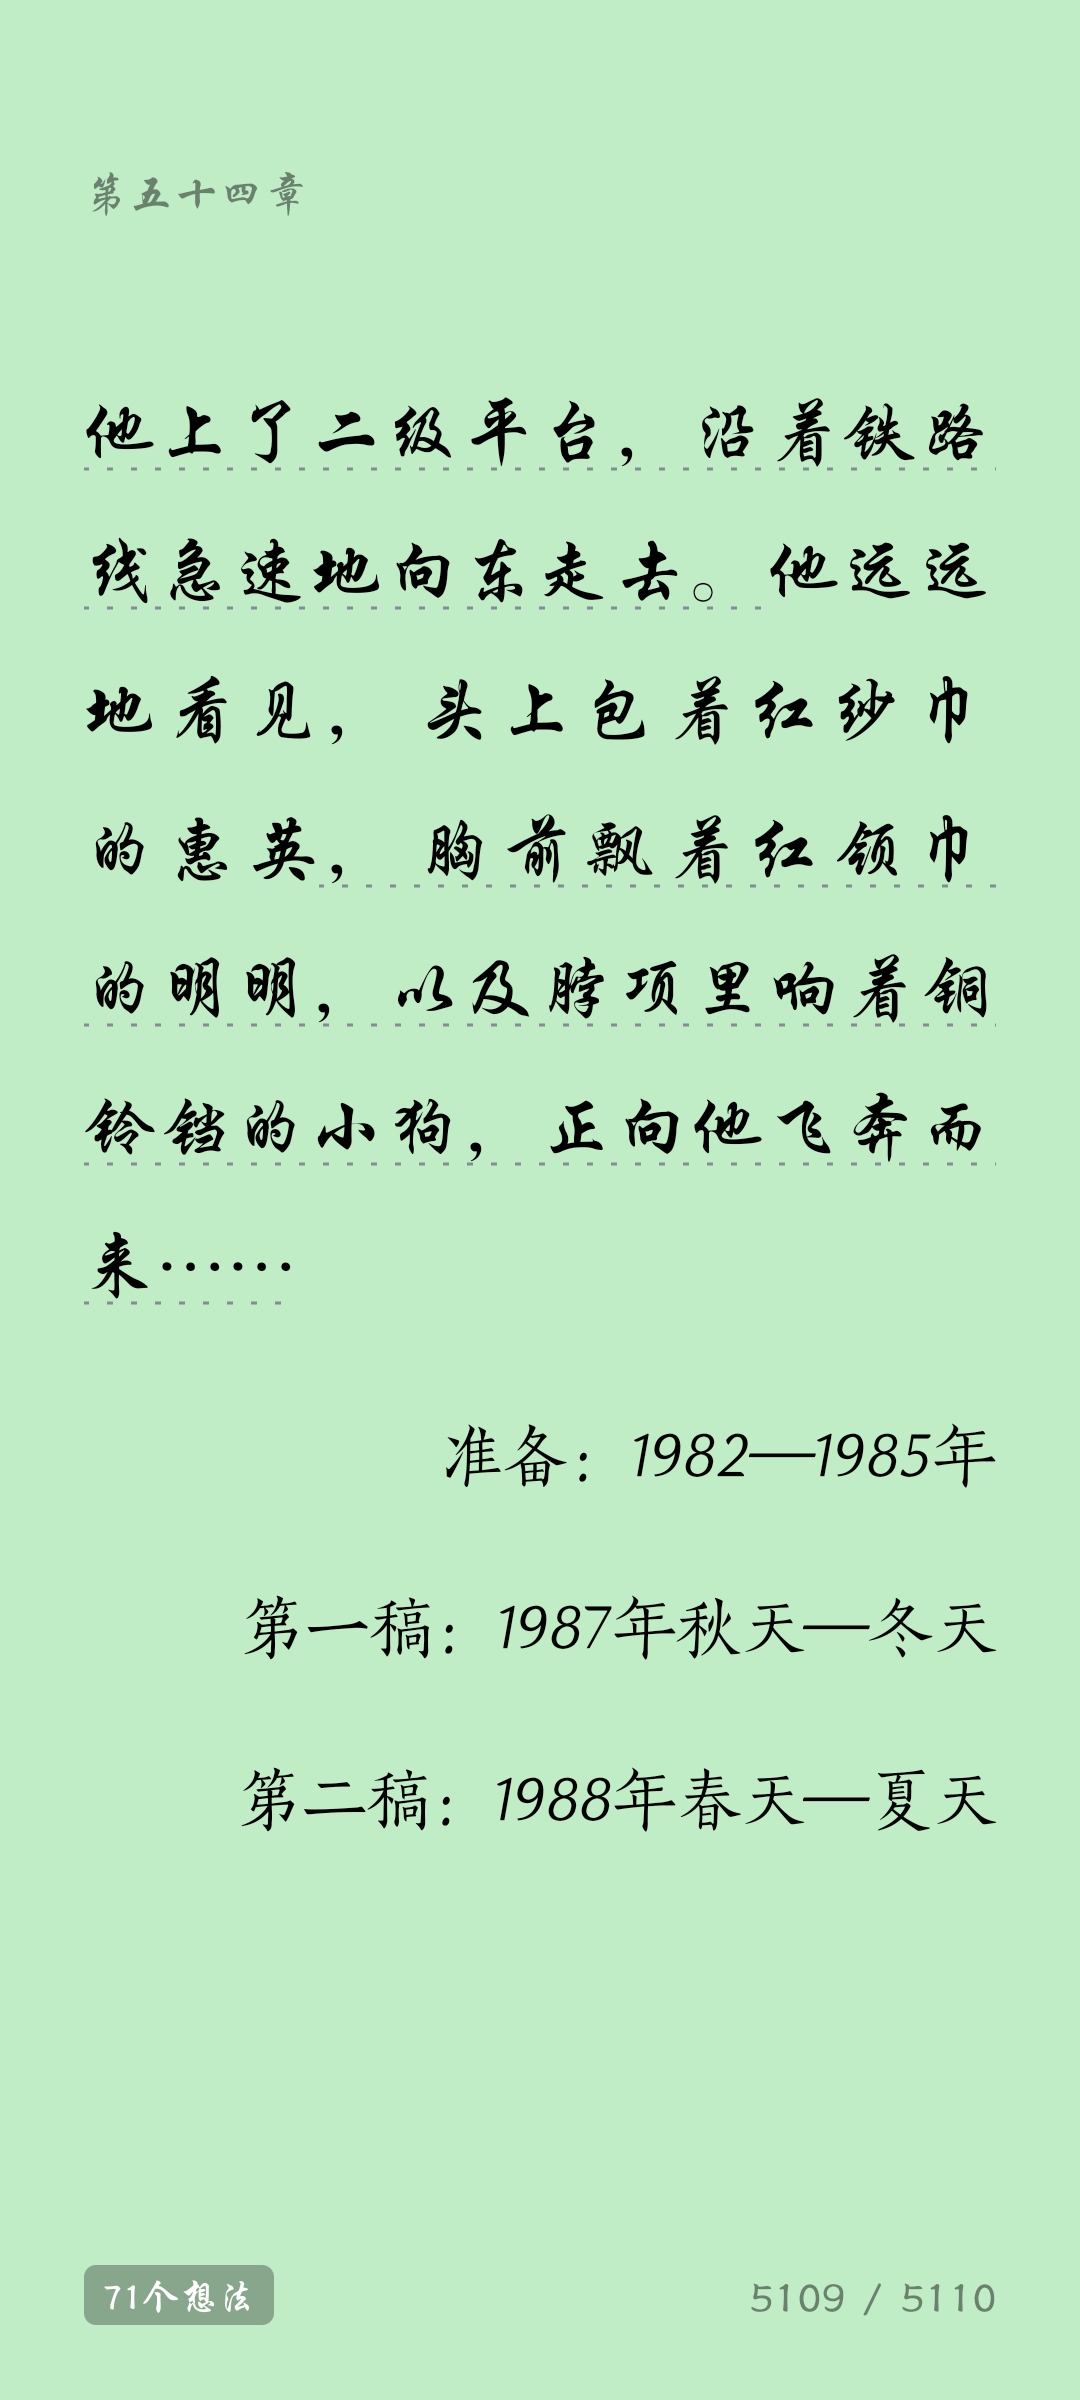 第五十四章
他上了二级平台，沿着铁路
线急速地向东走去。他远远
地看见，头上包着红纱巾
的惠英，胸前飘着红领巾
的明明，以及脖项里响着铜
铃铛的小狗，正向他飞奔而
来······
准备：1982—1985年
第一稿：1987年秋天—冬天
第二稿：1988年春天—夏天
71个想法
5109 / 5110